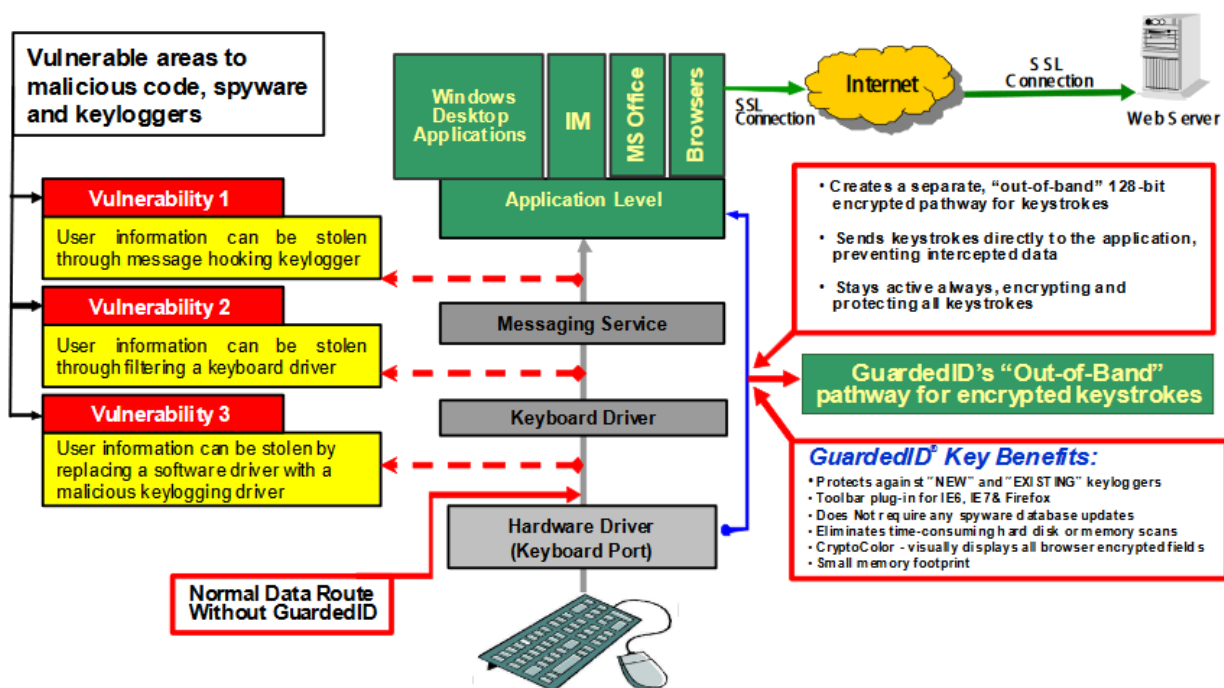 Vulnerable areas to
malicious code, spyware
and keyloggers
Vulnerability 1
User information can be stolen
through message hooking keylogger
Vulnerability 2
User information can be stolen
through filtering a keyboard driver
Vulnerability 3
User information can be stolen by
replacing a software driver with a
malicious keylogging driver
Normal Data Route
Without GuardedID
Windows
Desktop
Applications
IM
MS Office
Browsers
Application Level
Messaging Service
Keyboard Driver
Hardware Driver
(Keyboard Port)
SSL
Connection
Internet
SSL
Connection
Web Server
• Creates a separate, “out-of-band” 128-bit
encrypted pathway for keystrokes
• Sends keystrokes directly to the application,
preventing intercepted data
• Stays active always, encrypting and
protecting all keystrokes
GuardedID’s “Out-of-Band”
pathway for encrypted keystrokes
GuardedID® Key Benefits:
• Protects against “NEW” and “EXISTING” keyloggers
• Toolbar plug-in for IE6, IE7 & Firefox
• Does Not require any spyware database updates
• Eliminates time-consuming hard disk or memory scans
• CryptoColor - visually displays all browser encrypted fields
• Small memory footprint